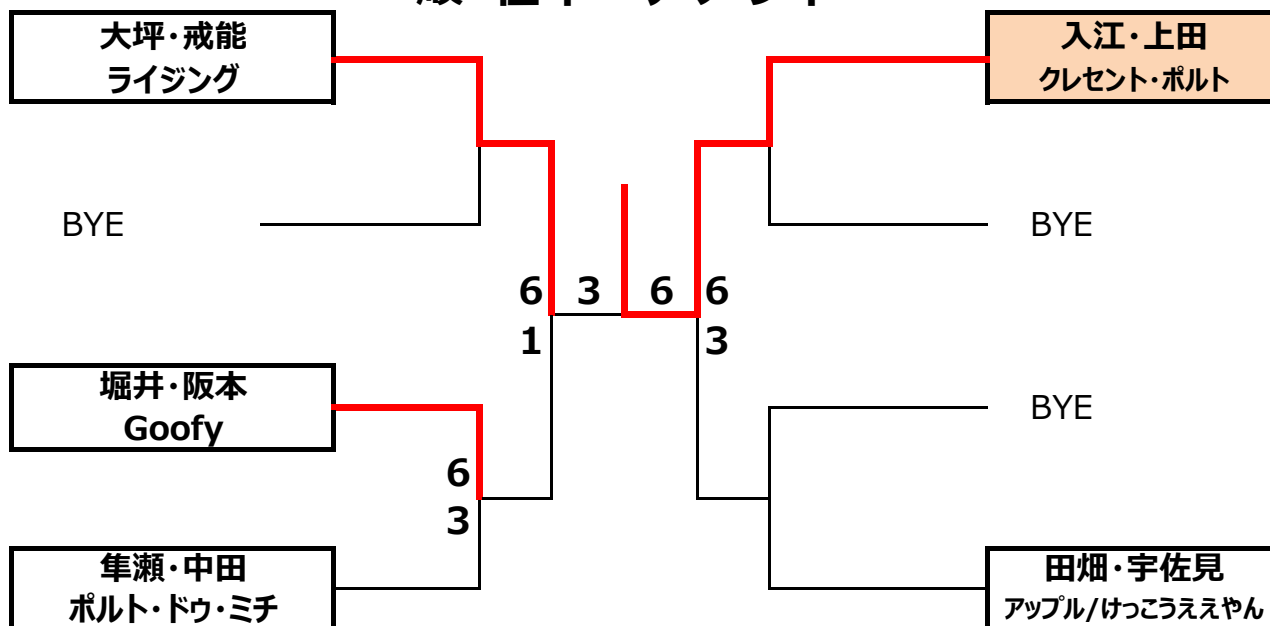 大坪・戒能
ライジング
入江・上田
クレセント・ポルト
BYE
BYE
6 3 6 6
1 3
堀井・阪本
Goofy
BYE
6
3
隼瀬・中田
ポルト・ドゥ・ミチ
田畑・宇佐見
アップル/けっこうええやん